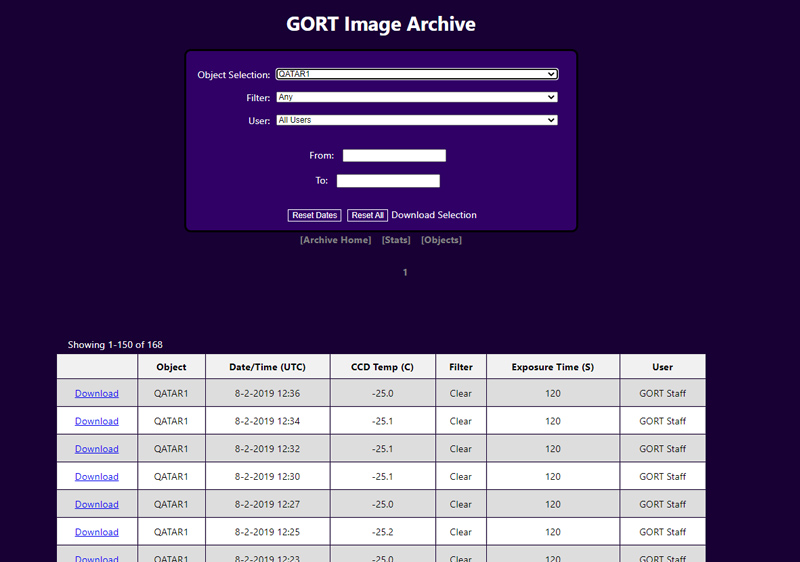 GORT Image Archive
Object Selection: QATAR1
Filter: Any
User: All Users
From:
To:
Reset Dates Reset All Download Selection
[Archive Home] [Stats] [Objects]
1
Showing 1-150 of 168
Object Date/Time (UTC) CCD Temp (C) Filter Exposure Time (S) User
Download QATAR1 8-2-2019 12:36 -25.0 Clear 120 GORT Staff
Download QATAR1 8-2-2019 12:34 -25.1 Clear 120 GORT Staff
Download QATAR1 8-2-2019 12:32 -25.1 Clear 120 GORT Staff
Download QATAR1 8-2-2019 12:30 -25.1 Clear 120 GORT Staff
Download QATAR1 8-2-2019 12:27 -25.0 Clear 120 GORT Staff
Download QATAR1 8-2-2019 12:25 -25.2 Clear 120 GORT Staff
Download QATAR1 8-2-2019 12:23 -25.0 Clear 120 GORT Staff